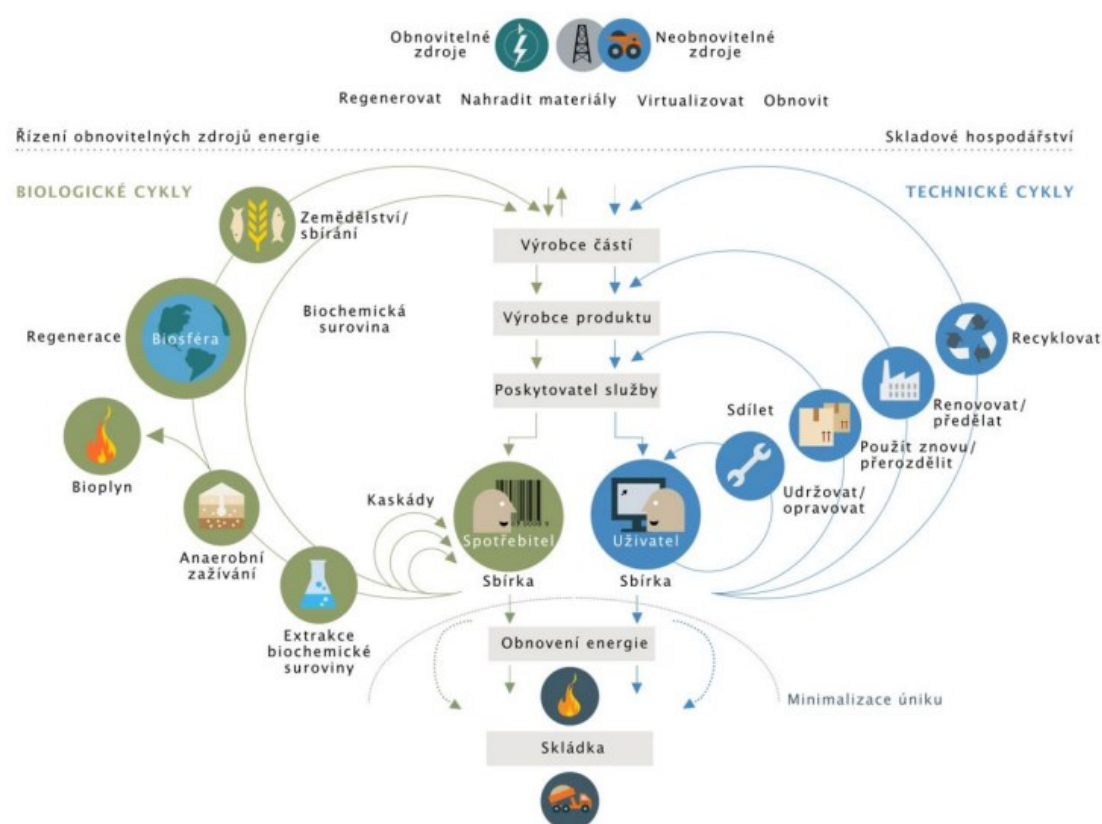 Obnovitelné
zdroje
Neobnovitelné
zdroje
Regenerovat Nahradit materiály Virtualizovat Obnovit
Řízení obnovitelných zdrojů energie
Skladové hospodářství
BIOLOGICKÉ CYKLY
TECHNICKÉ CYKLY
Zemědělství/
sbírání
Výrobce částí
Biochemická
surovina
Výrobce produktu
Regenerace
Biosféra
Recyklovat
Poskytovatel služby
Renovovat/
předělat
Sdílet
Použít znovu/
přerozdělit
Bioplyn
Udržovat/
opravovat
Kaskády
Spotřebitel
Uživatel
Anaerobní
zažívání
Sbírka
Sbírka
Extrakce
biochemické
suroviny
Obnovení energie
Minimalizace úniku
Skládka